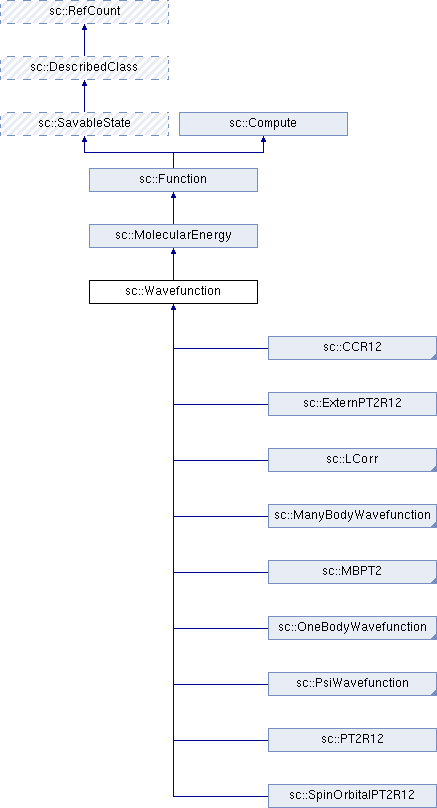 sc::RefCount
sc::DescribedClass
sc::SavableState
sc::Compute
sc::Function
sc::MolecularEnergy
sc::Wavefunction
sc::CCR12
sc::ExternPT2R12
sc::LCorr
sc::ManyBodyWavefunction
sc::MBPT2
sc::OneBodyWavefunction
sc::PsiWavefunction
sc::PT2R12
sc::SpinOrbitalPT2R12